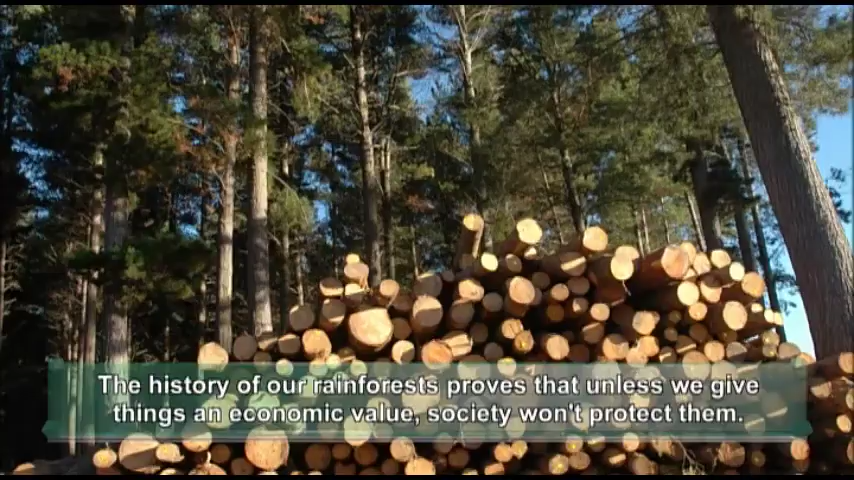 The history of our rainforests proves that unless we give
things an economic value, society won't protect them.